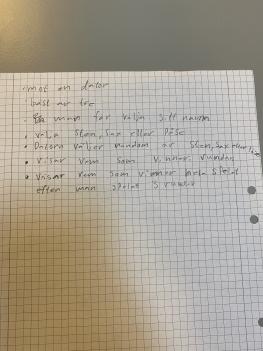 · mot en dator
· bäst av tre
· man får välja sitt namn
• välja Sten, Sax eller Påse
• Datorn väljer random av Sten, Sax eller
• Visar vem som vinner rundan
• Visar vem som vinner hela spelet
efter man spelat 3 rundor